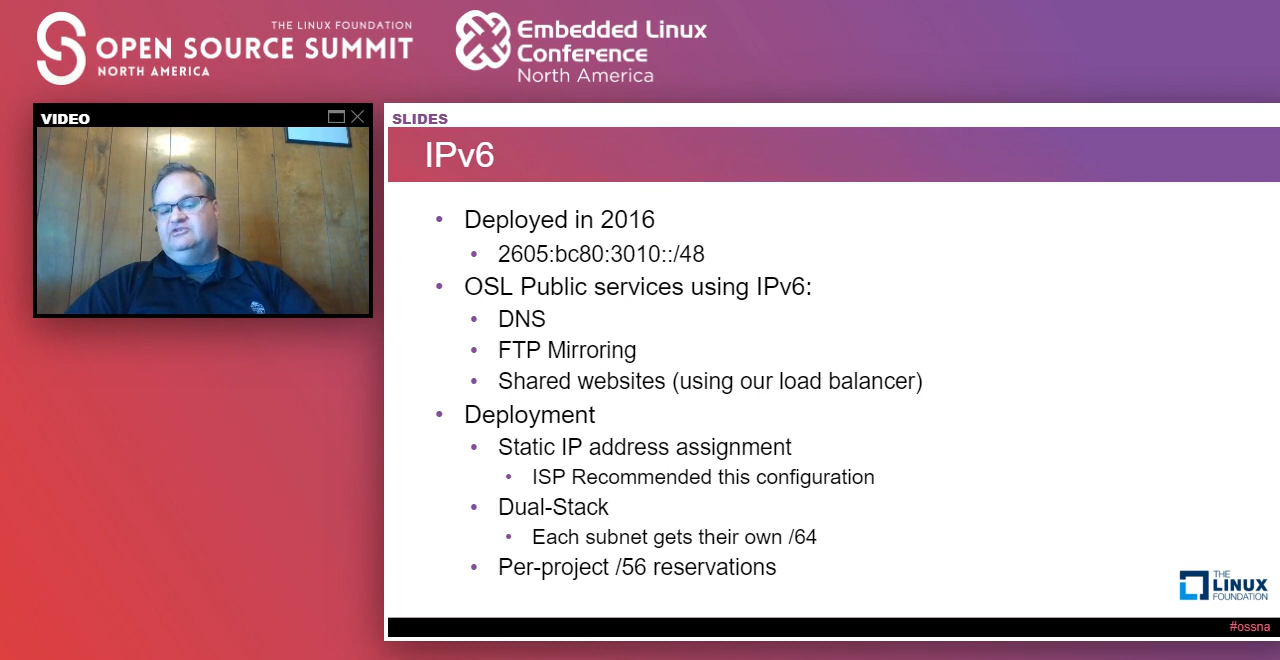 THE LINUX FOUNDATION
OPEN SOURCE SUMMIT
NORTH AMERICA
Embedded Linux
Conference
North America
VIDEO
SLIDES
IPv6
• Deployed in 2016
• 2605:bc80:3010::/48
• OSL Public services using IPv6:
• DNS
• FTP Mirroring
• Shared websites (using our load balancer)
• Deployment
• Static IP address assignment
• ISP Recommended this configuration
• Dual-Stack
• Each subnet gets their own /64
• Per-project /56 reservations
THE
LINUX
FOUNDATION
#ossna